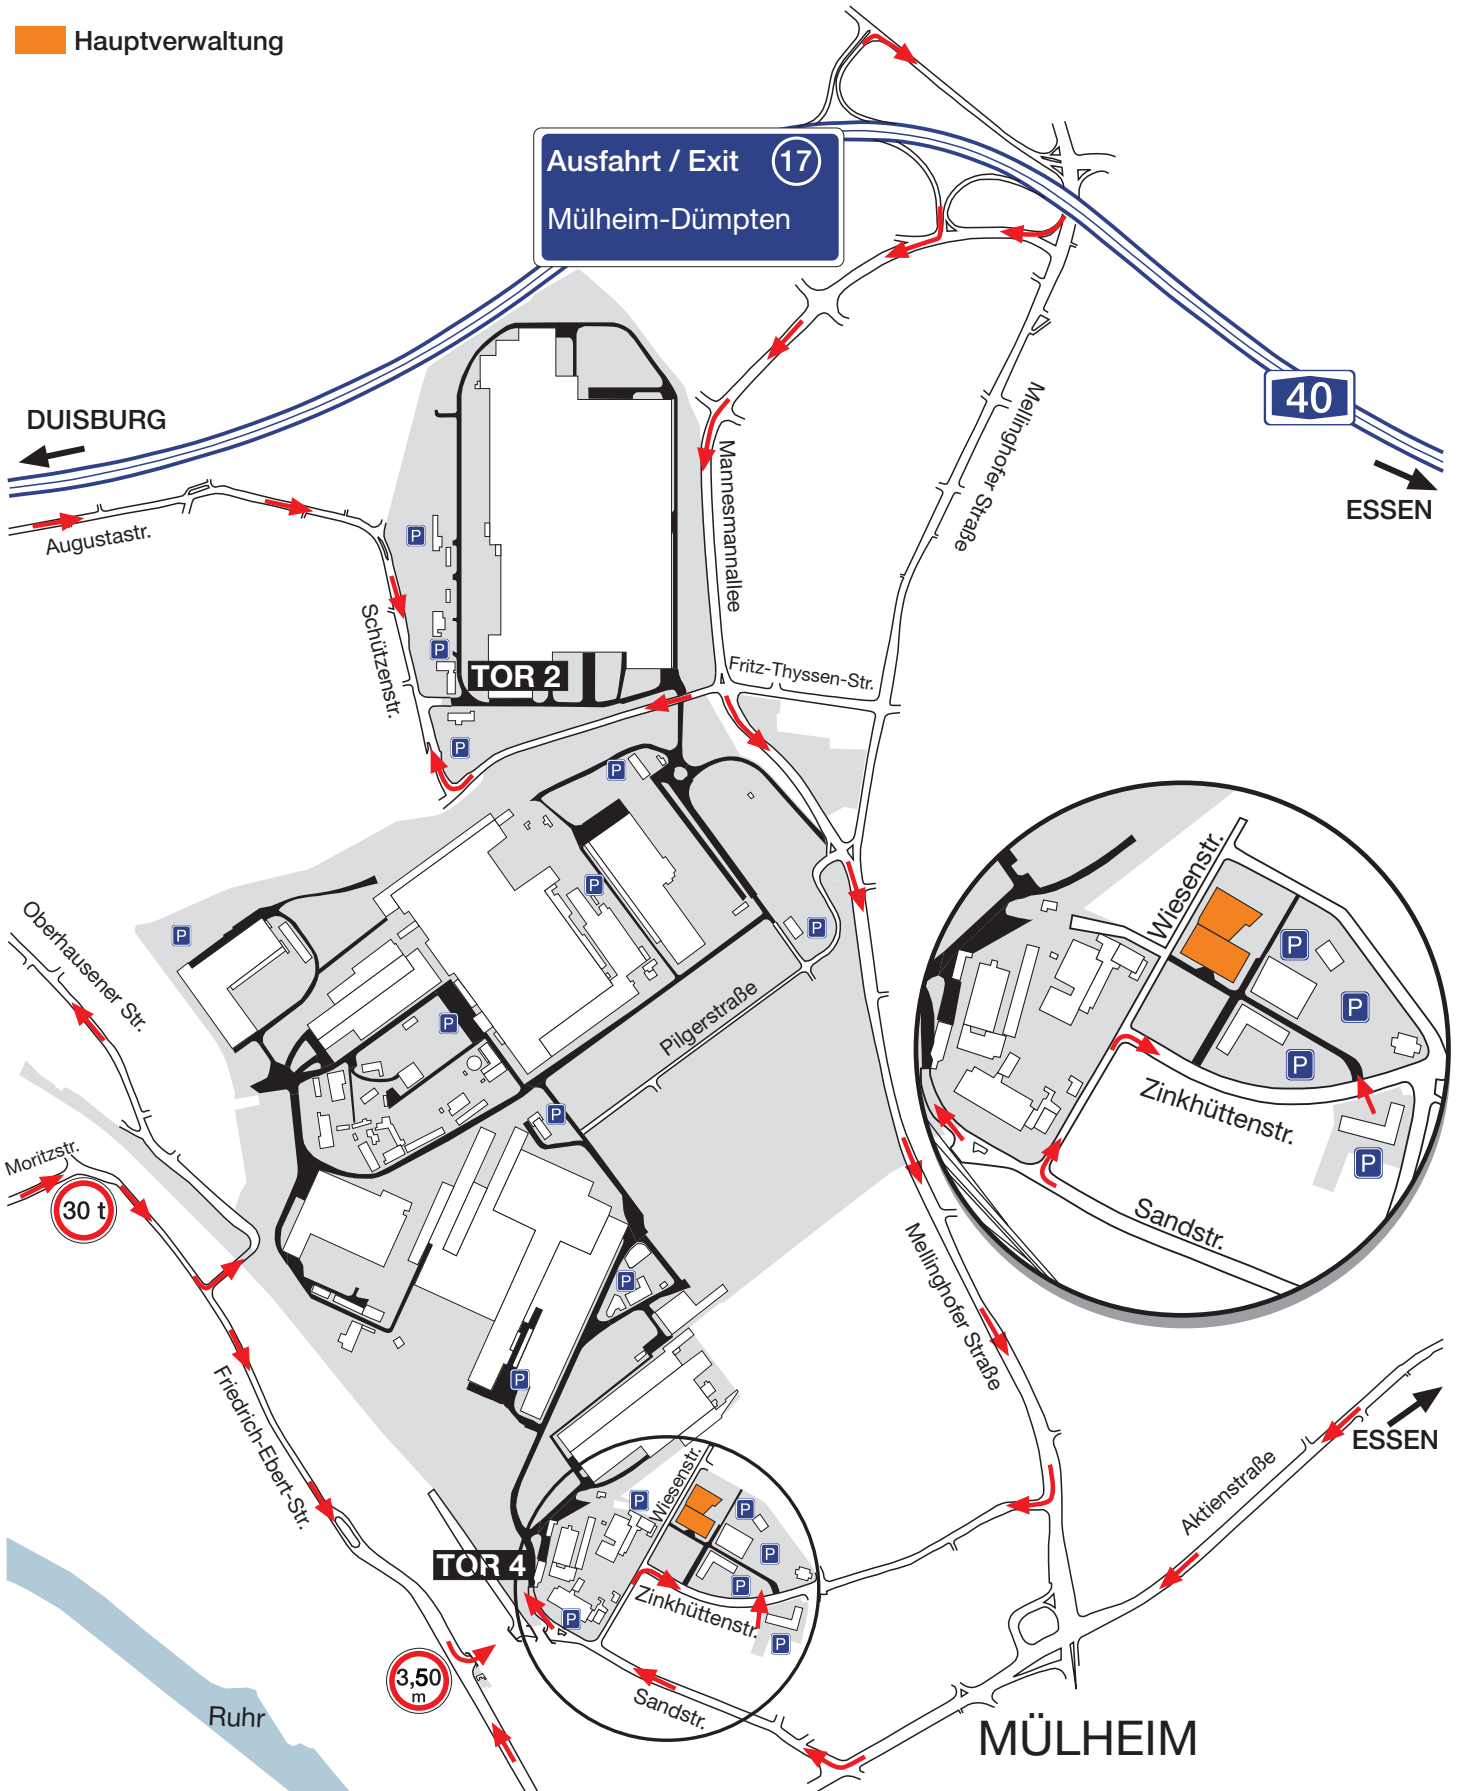 Hauptverwaltung
Ausfahrt / Exit 17
Mülheim-Dümpten
40
DUISBURG
ESSEN
Augustastr.
Schützenstr.
Mannesmannallee
Mellinghofer Straße
P
P
TOR 2
Fritz-Thyssen-Str.
P
P
P
P
P
P
P
Pilgerstraße
Oberhausener Str.
Moritzstr.
30 t
P
P
Wiesenstr.
P
P
P
Zinkhüttenstr.
P
Sandstr.
Mellinghofer Straße
Friedrich-Ebert-Str.
ESSEN
Aktienstraße
Wiesenstr.
P
P
P
P
TOR 4
Zinkhüttenstr.
P
P
3,50
m
Sandstr.
Ruhr
MÜLHEIM